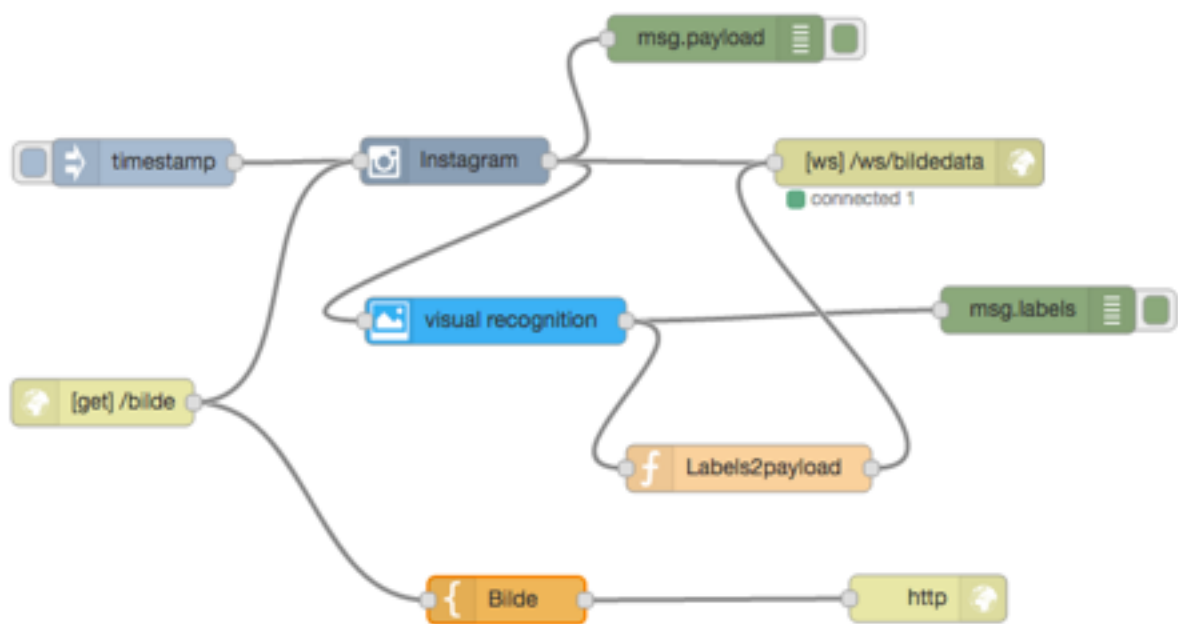 msg.payload
timestamp
Instagram
[ws] /ws/bildedata
connected 1
visual recognition
msg.labels
[get] /bilde
Labels2payload
Bilde
http